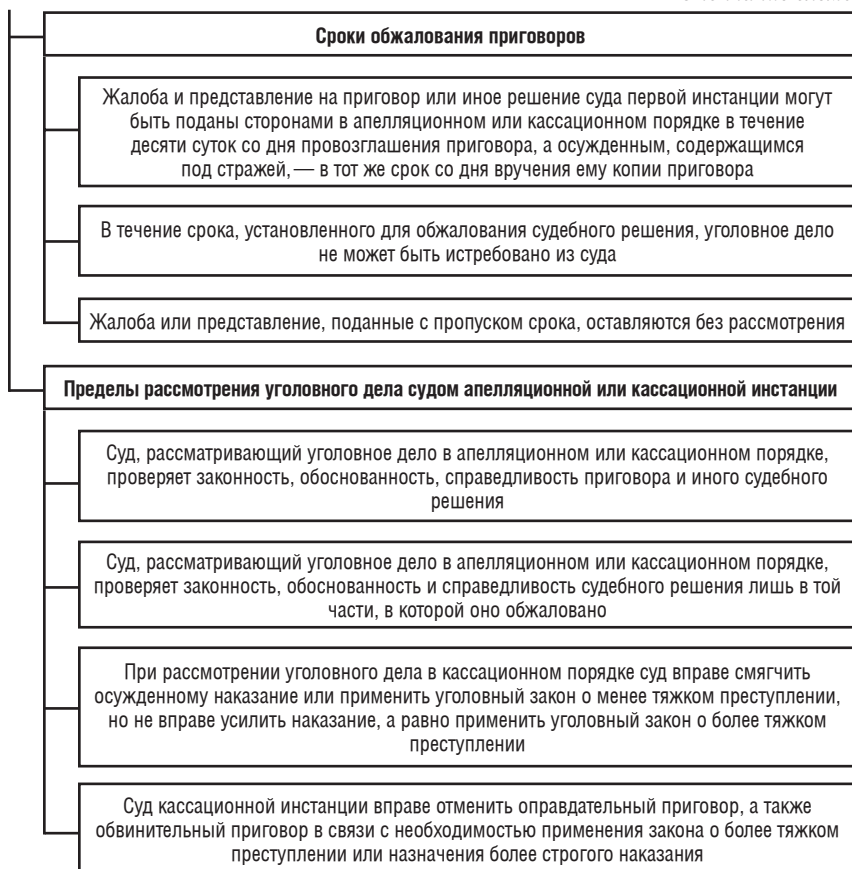 Сроки обжалования приговоров
Жалоба и представление на приговор или иное решение суда первой инстанции могут
быть поданы сторонами в апелляционном или кассационном порядке в течение
десяти суток со дня провозглашения приговора, а осужденным, содержащимся
под стражей, — в тот же срок со дня вручения ему копии приговора
В течение срока, установленного для обжалования судебного решения, уголовное дело
не может быть истребовано из суда
Жалоба или представление, поданные с пропуском срока, оставляются без рассмотрения
Пределы рассмотрения уголовного дела судом апелляционной или кассационной инстанции
Суд, рассматривающий уголовное дело в апелляционном или кассационном порядке,
проверяет законность, обоснованность, справедливость приговора и иного судебного
решения
Суд, рассматривающий уголовное дело в апелляционном или кассационном порядке,
проверяет законность, обоснованность и справедливость судебного решения лишь в той
части, в которой оно обжаловано
При рассмотрении уголовного дела в кассационном порядке суд вправе смягчить
осужденному наказание или применить уголовный закон о менее тяжком преступлении,
но не вправе усилить наказание, а равно применить уголовный закон о более тяжком
преступлении
Суд кассационной инстанции вправе отменить оправдательный приговор, а также
обвинительный приговор в связи с необходимостью применения закона о более тяжком
преступлении или назначения более строгого наказания